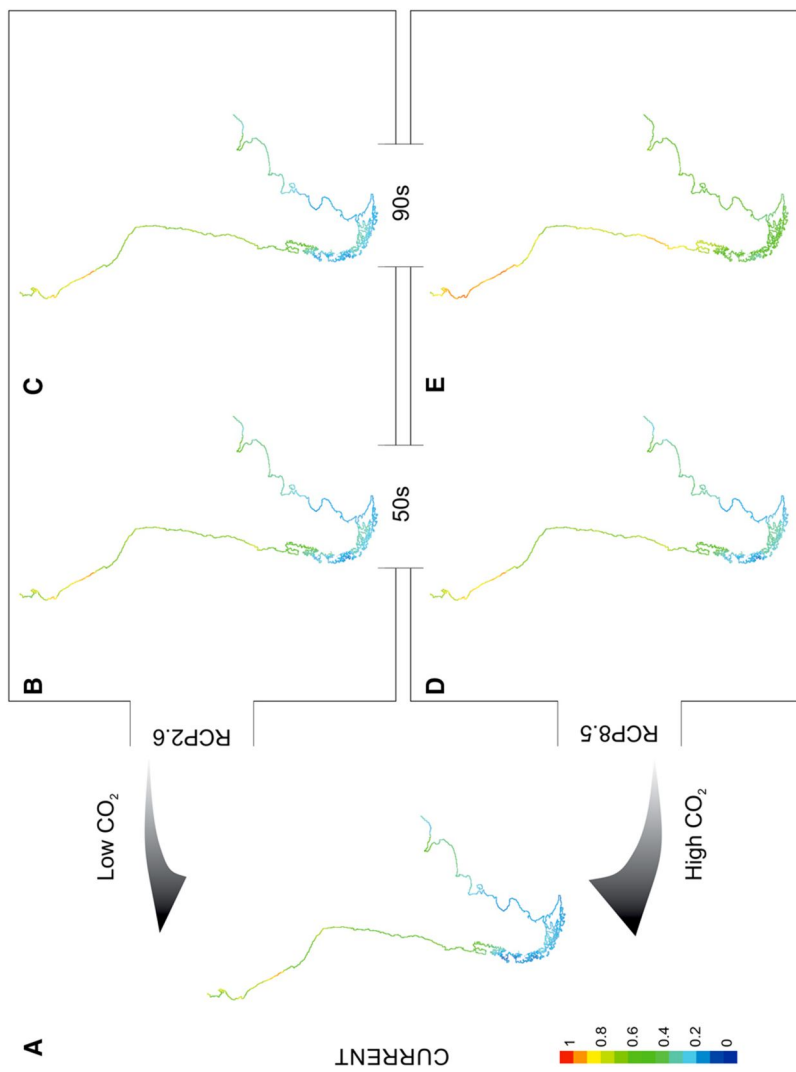 A
CURRENT
1
0.8
0.6
0.4
0.2
0
Low CO₂
High CO₂
RCP2.6
RCP8.5
B
C
50s
90s
D
E